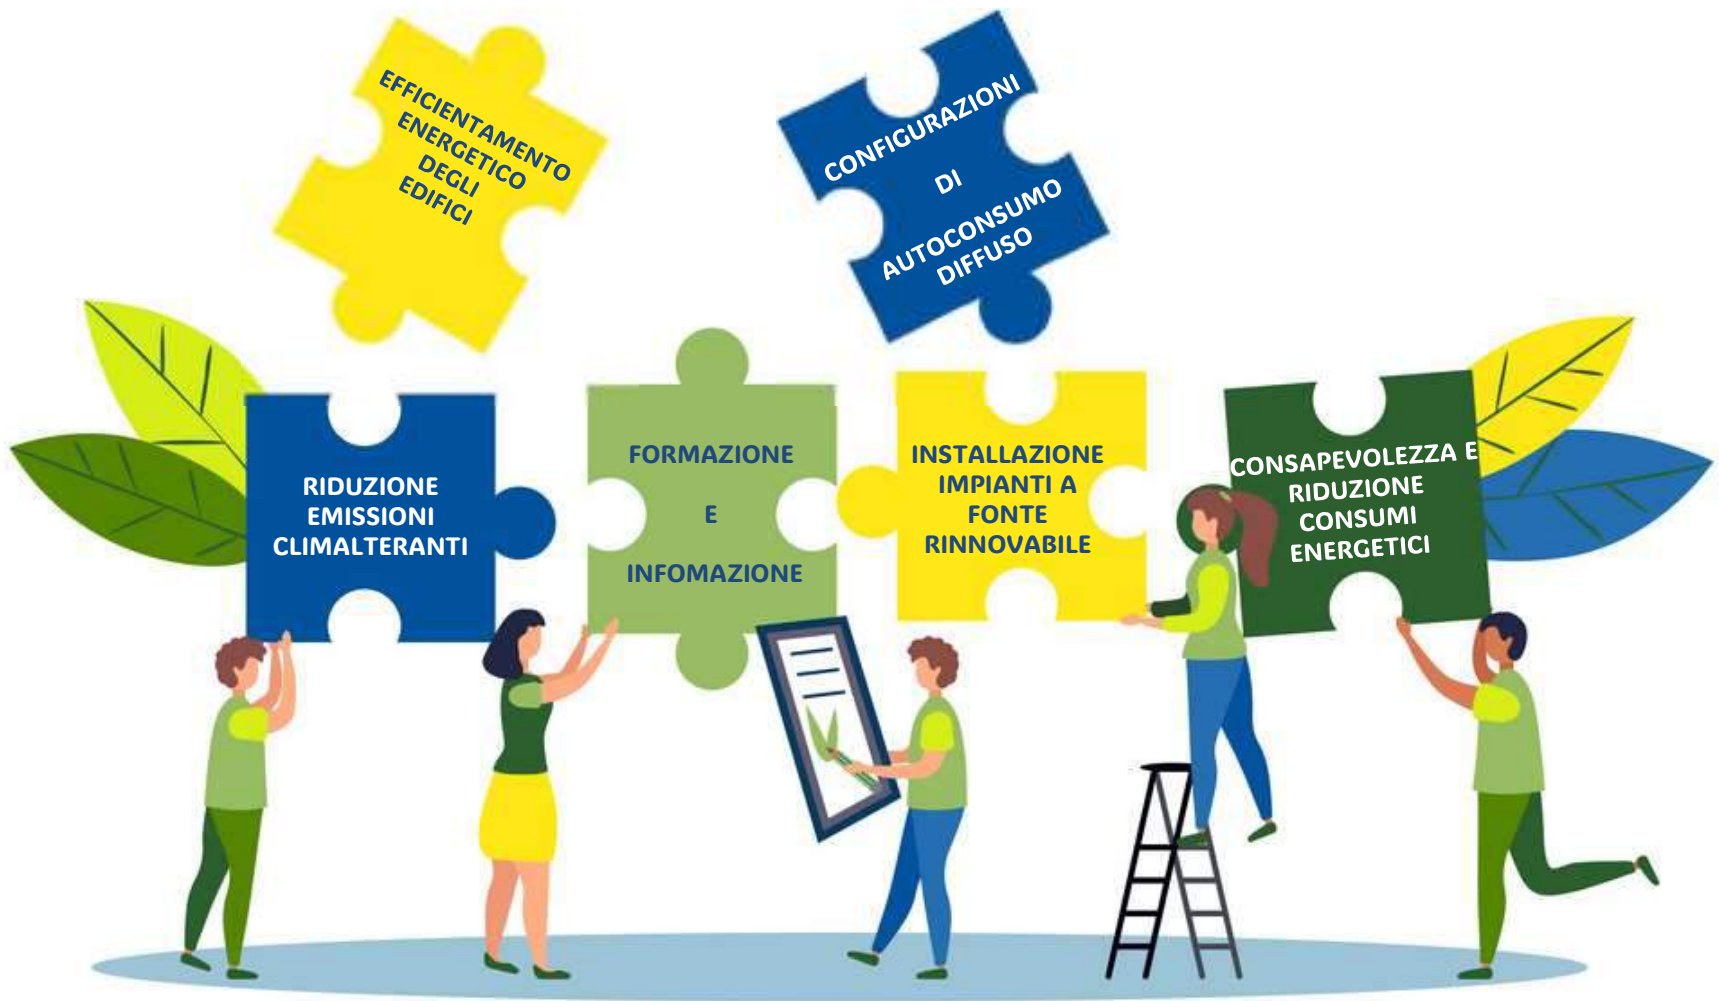 EFFICIENTAMENTO
ENERGETICO
DEGLI
EDIFICI
CONFIGURAZIONI
DI
AUTOCONSUMO
DIFFUSO
RIDUZIONE
EMISSIONI
CLIMALTERANTI
FORMAZIONE
E
INFOMAZIONE
INSTALLAZIONE
IMPIANTI A
FONTE
RINNOVABILE
CONSAPEVOLEZZA E
RIDUZIONE
CONSUMI
ENERGETICI